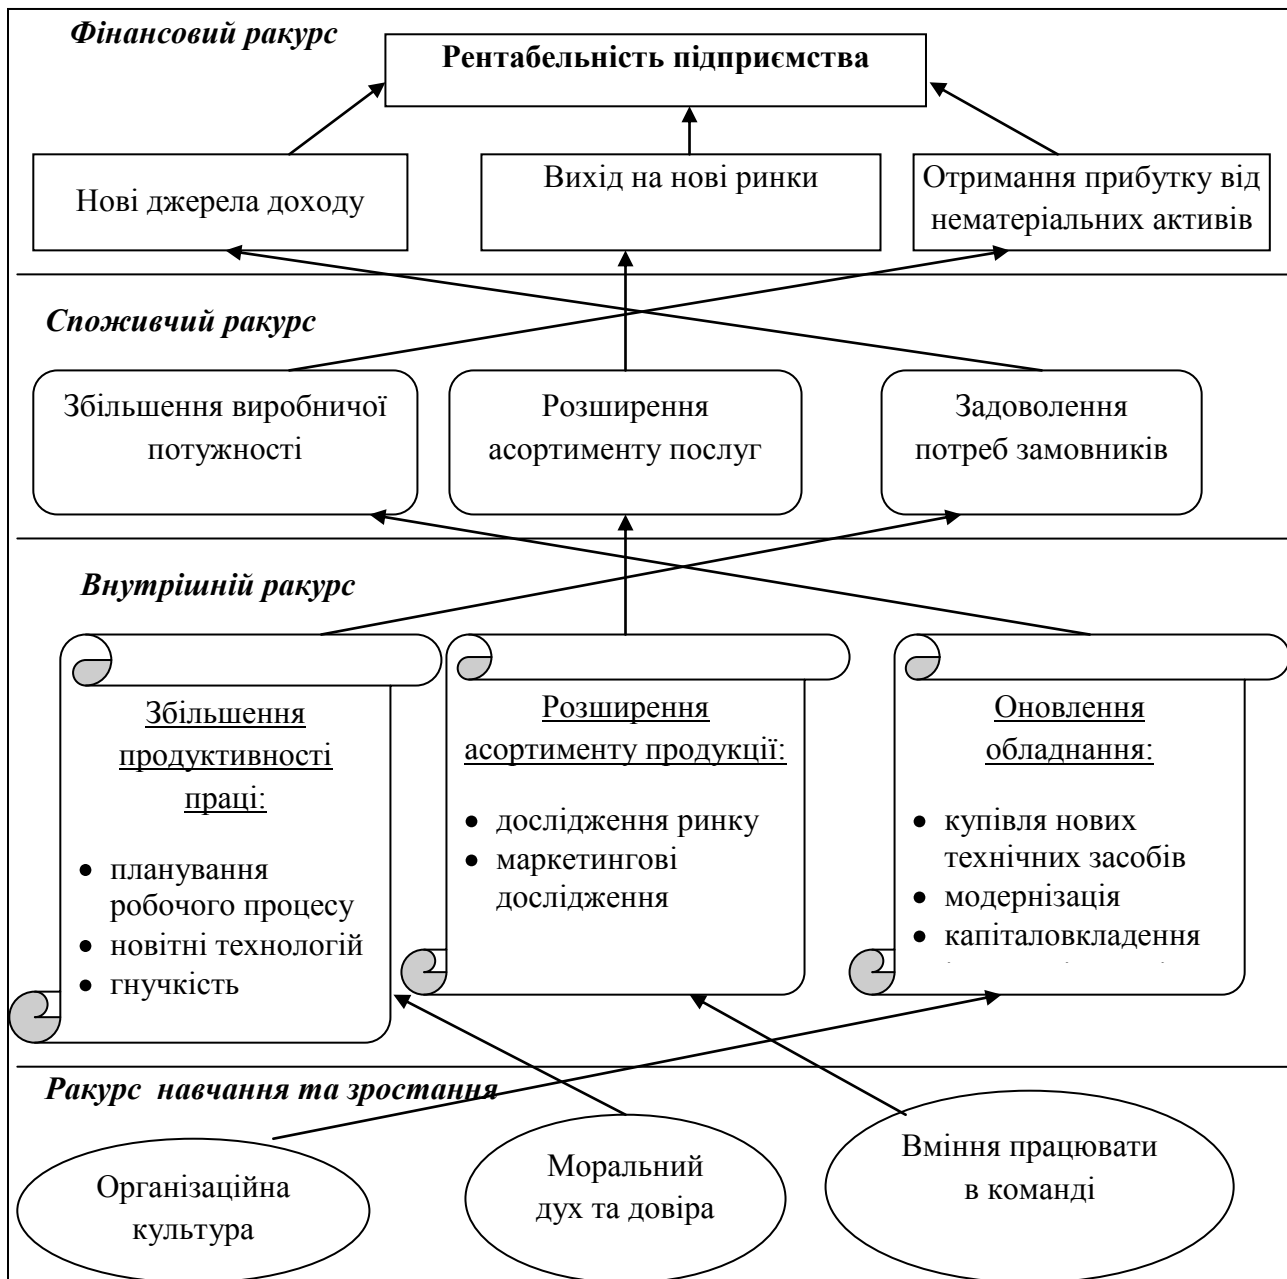 Фінансовий ракурс
Рентабельність підприємства
Нові джерела доходу
Вихід на нові ринки
Отримання прибутку від
нематеріальних активів
Споживчий ракурс
Збільшення виробничої
потужності
Розширення
асортименту послуг
Задоволення
потреб замовників
Внутрішній ракурс
Збільшення
продуктивності
праці:
• планування
робочого процесу
• новітні технологій
• гнучкість
Розширення
асортименту продукції:
• дослідження ринку
• маркетингові
дослідження
Оновлення
обладнання:
• купівля нових
технічних засобів
• модернізація
• капіталовкладення
Ракурс навчання та зростання
Організаційна
культура
Моральний
дух та довіра
Вміння працювати
в команді